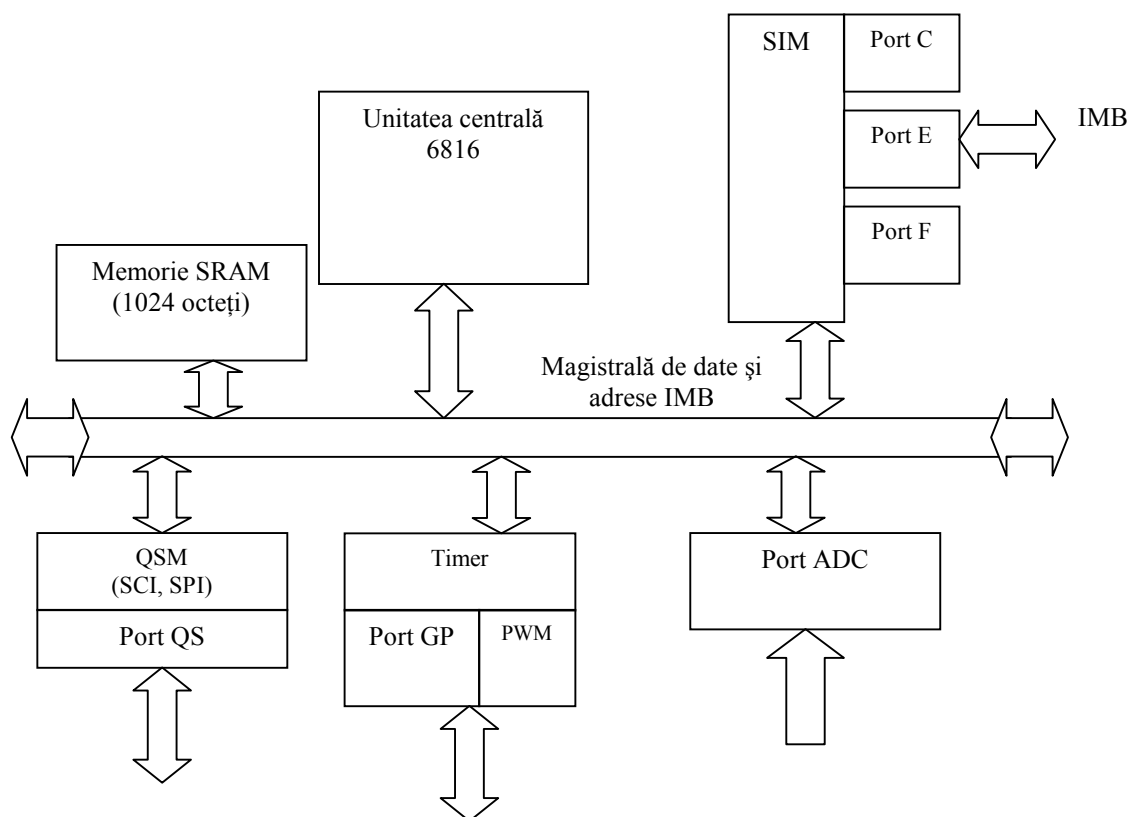 SIM
Port C
Unitatea centrală
6816
Port E
IMB
Port F
Memorie SRAM
(1024 octeți)
Magistrală de date şi
adrese IMB
QSM
(SCI, SPI)
Port QS
Timer
Port GP
PWM
Port ADC